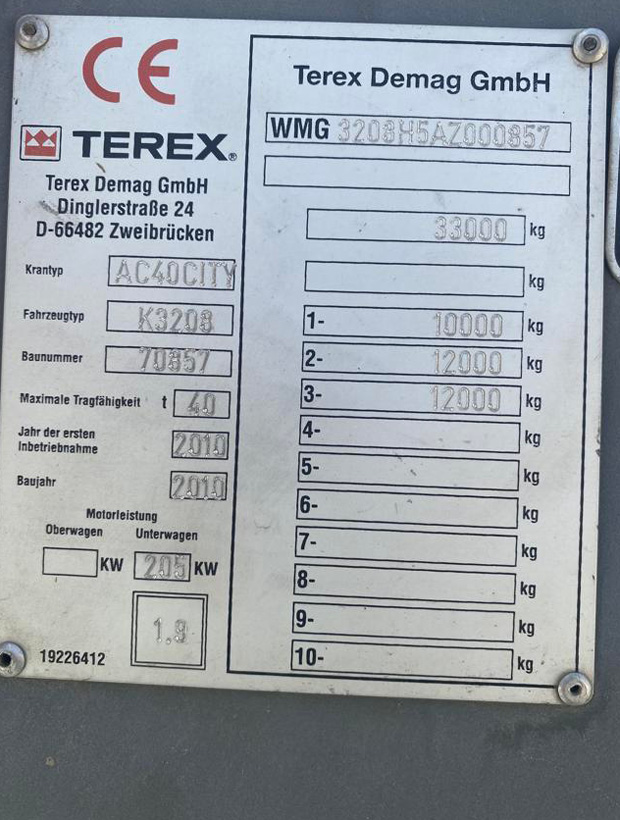 CE
TEREX®
Terex Demag GmbH
Dinglerstraße 24
D-66482 Zweibrücken
Krantyp AC40CITY
Fahrzeugtyp K3208
Baunummer 70857
Maximale Tragfähigkeit t 40
Jahr der ersten
Inbetriebnahme 2010
Baujahr 2010
Motorleistung
Oberwagen Unterwagen
KW 205 KW
1.8
19226412
Terex Demag GmbH
WMG 3208H5AZ000857
33000 kg
kg
1- 10000 kg
2- 12000 kg
3- 12000 kg
4- kg
5- kg
6- kg
7- kg
8- kg
9- kg
10- kg